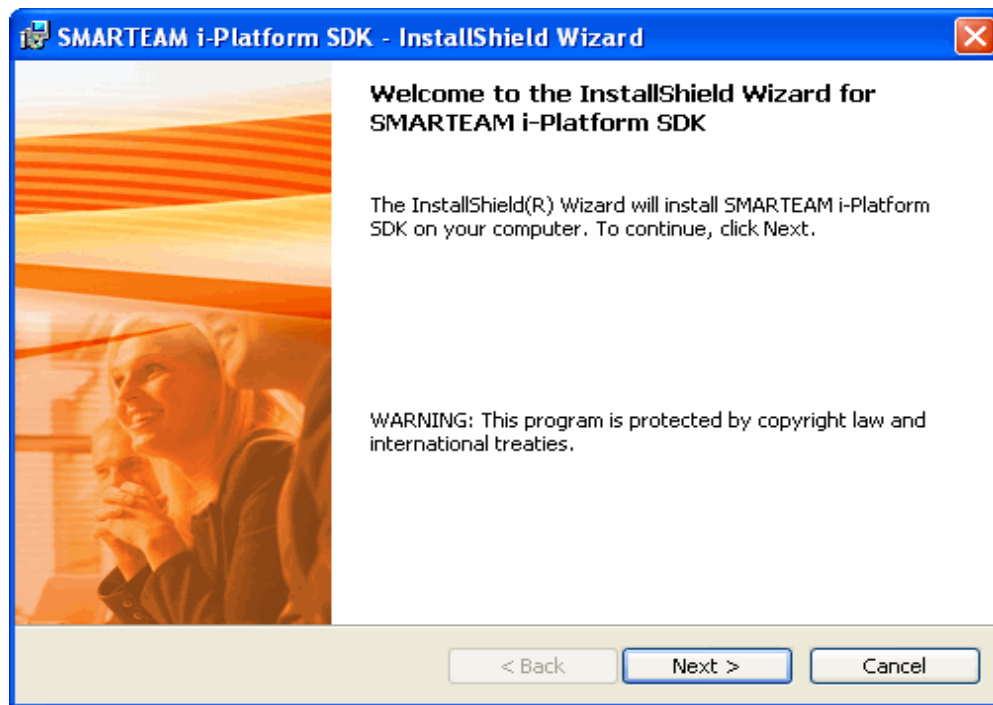 SMARTEAM i-Platform SDK - InstallShield Wizard
Welcome to the InstallShield Wizard for
SMARTEAM i-Platform SDK
The InstallShield(R) Wizard will install SMARTEAM i-Platform
SDK on your computer. To continue, click Next.
WARNING: This program is protected by copyright law and
international treaties.
< Back
Next >
Cancel